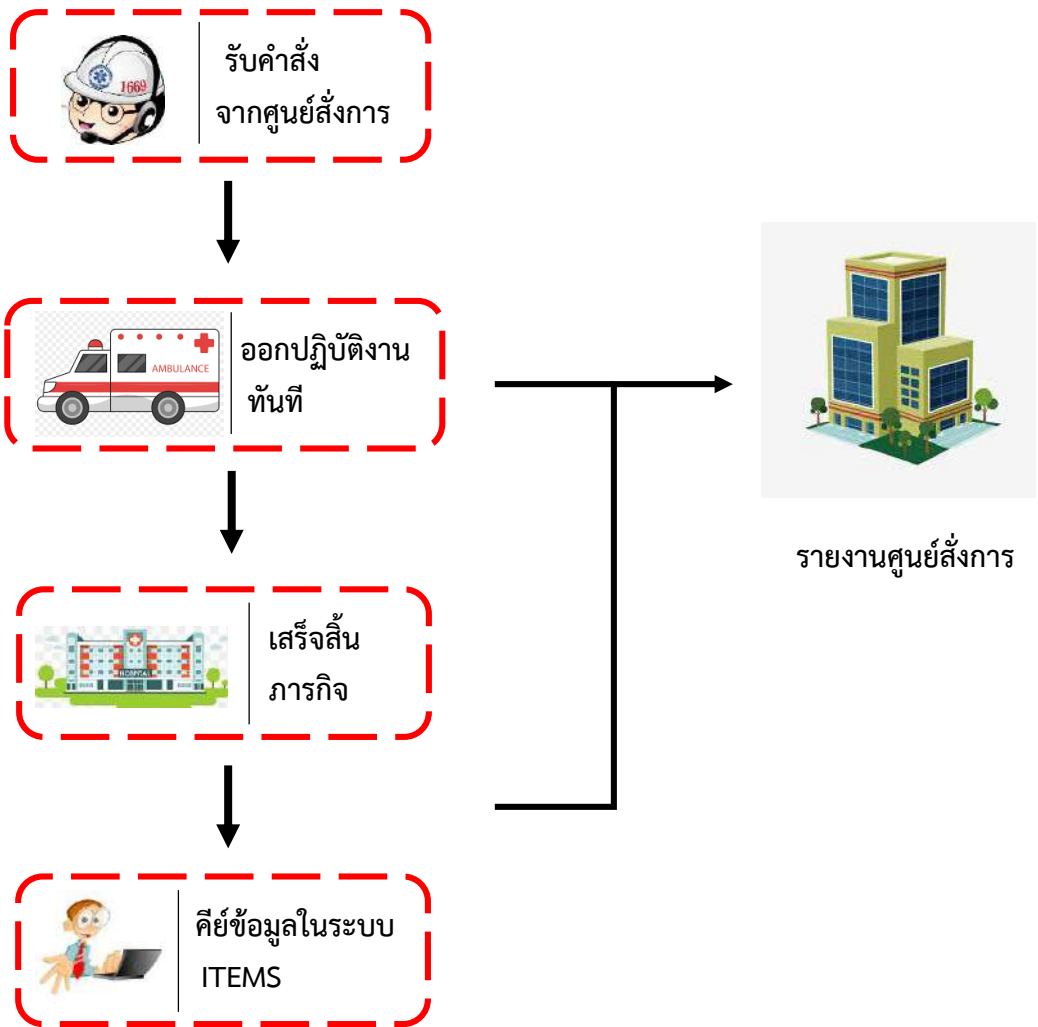 1669
รับคำสั่ง
จากศูนย์สั่งการ
AMBULANCE
ออกปฏิบัติงาน
ทันที
รายงานศูนย์สั่งการ
HOSPITAL
เสร็จสิ้น
ภารกิจ
คีย์ข้อมูลในระบบ
ITEMS